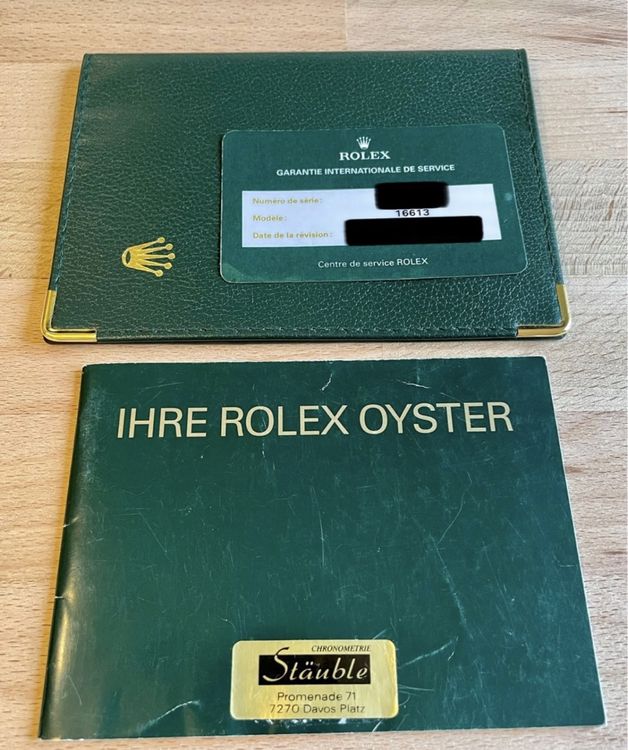 ROLEX
GARANTIE INTERNATIONALE DE SERVICE
Numéro de série:
Modèle: 16613
Date de la révision:
Centre de service ROLEX
IHRE ROLEX OYSTER
CHRONOMETRIE
Stäuble
Promenade 71
7270 Davos Platz